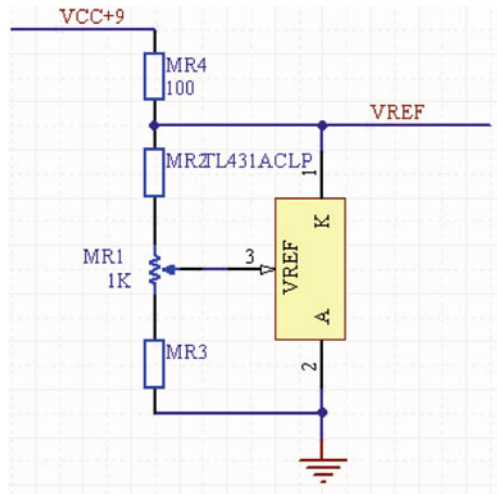 VCC+9
MR4
100
VREF
MR2TL431ACLP
1
K
MR1
1K
3
VREF
A
MR3
2